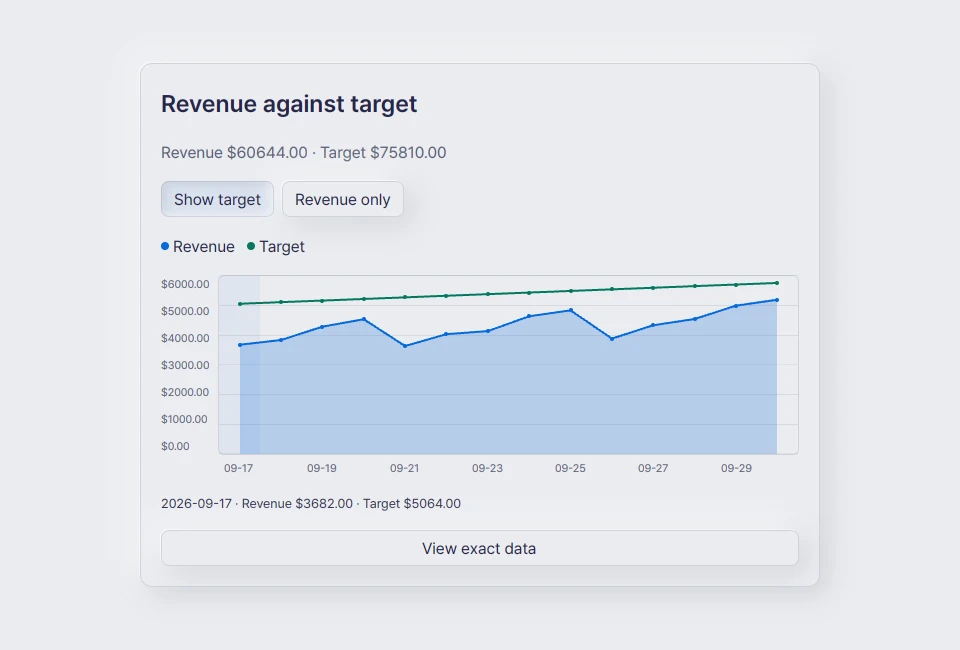 Revenue against target
Revenue $60644.00 · Target $75810.00
Show target
Revenue only
Revenue
Target
$6000.00
$5000.00
$4000.00
$3000.00
$2000.00
$1000.00
$0.00
09-17
09-19
09-21
09-23
09-25
09-27
09-29
2026-09-17 · Revenue $3682.00 · Target $5064.00
View exact data